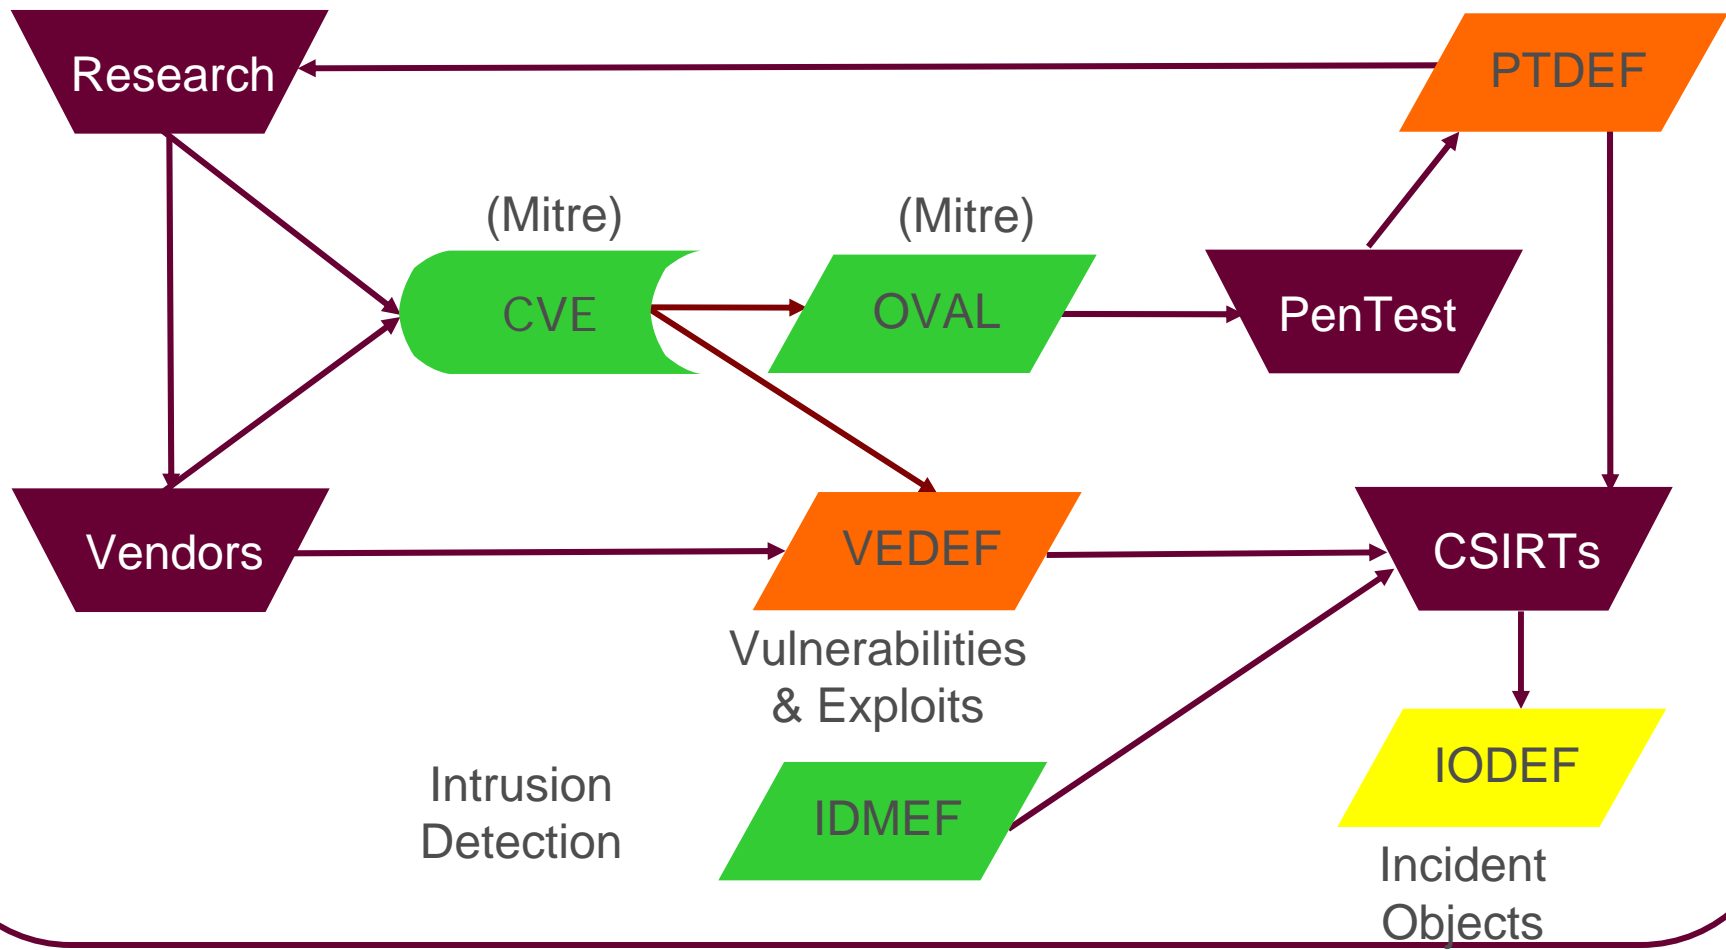 Research
PTDEF
(Mitre)
(Mitre)
CVE
OVAL
PenTest
Vendors
VEDEF
CSIRTs
Vulnerabilities
& Exploits
Intrusion
Detection
IDMEF
IODEF
Incident
Objects